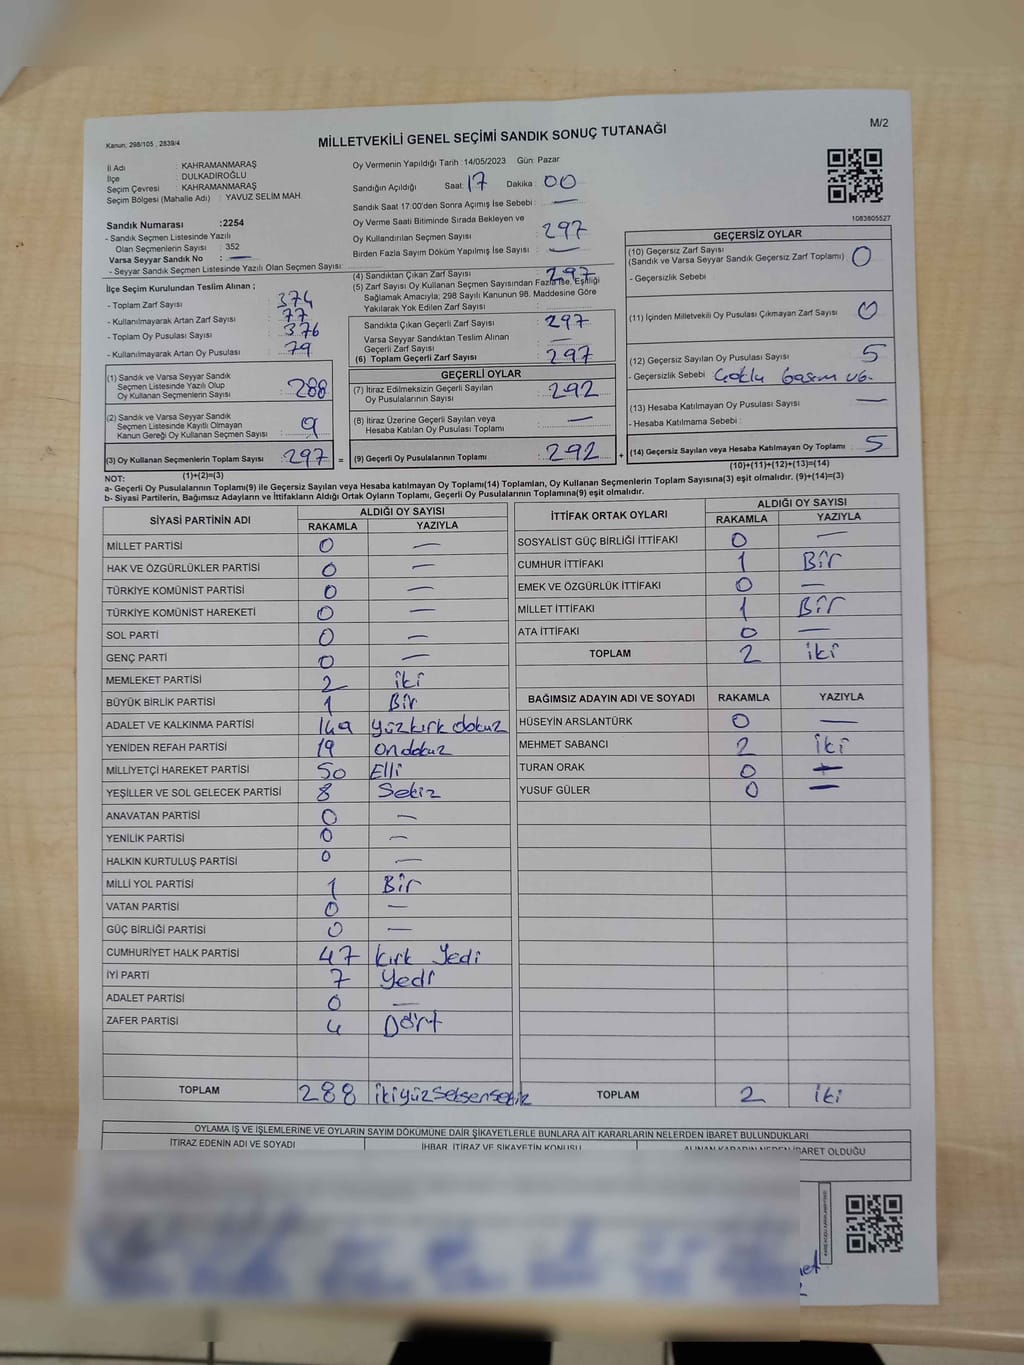 Kanun: 298/105 , 2839/4
MİLLETVEKİLİ GENEL SEÇİMİ SANDIK SONUÇ TUTANAĞI
M/2
İl Adı : KAHRAMANMARAŞ
İlçe : DULKADİROĞLU
Seçim Çevresi : KAHRAMANMARAŞ
Seçim Bölgesi (Mahalle Adı) : YAVUZ SELİM MAH.
Sandık Numarası :2254
- Sandık Seçmen Listesinde Yazılı
Olan Seçmenlerin Sayısı : 352
Varsa Seyyar Sandık No : —
- Seyyar Sandık Seçmen Listesinde Yazılı Olan Seçmen Sayısı:
Oy Vermenin Yapıldığı Tarih :14/05/2023 Gün: Pazar
Sandığın Açıldığı Saat: 17 Dakika : 00
Sandık Saat 17:00'den Sonra Açımış İse Sebebi : —
Oy Verme Saati Bitiminde Sırada Bekleyen ve
Oy Kullandırılan Seçmen Sayısı : 297
Birden Fazla Sayım Döküm Yapılmış İse Sayısı : —
1083605527
İlçe Seçim Kurulundan Teslim Alınan ;
- Toplam Zarf Sayısı : 374
- Kullanılmayarak Artan Zarf Sayısı : 77
- Toplam Oy Pusulası Sayısı : 376
- Kullanılmayarak Artan Oy Pusulası : 79
(1) Sandık ve Varsa Seyyar Sandık
Seçmen Listesinde Yazılı Olup
Oy Kullanan Seçmenlerin Sayısı : 288
(2) Sandık ve Varsa Seyyar Sandık
Seçmen Listesinde Kayıtlı Olmayan
Kanun Gereği Oy Kullanan Seçmen Sayısı : 9
(3) Oy Kullanan Seçmenlerin Toplam Sayısı : 297 =
(1)+(2)=(3)
(4) Sandıktan Çıkan Zarf Sayısı : 297
(5) Zarf Sayısı Oy Kullanan Seçmen Sayısından Fazla İse, Eşitliği
Sağlamak Amacıyla; 298 Sayılı Kanunun 98. Maddesine Göre
Yakılarak Yok Edilen Zarf Sayısı :
Sandıkta Çıkan Geçerli Zarf Sayısı : 297
Varsa Seyyar Sandıktan Teslim Alınan
Geçerli Zarf Sayısı : —
(6) Toplam Geçerli Zarf Sayısı : 297
GEÇERLİ OYLAR
(7) İtiraz Edilmeksizin Geçerli Sayılan
Oy Pusulalarının Sayısı : 292
(8) İtiraz Üzerine Geçerli Sayılan veya
Hesaba Katılan Oy Pusulası Toplamı : —
(9) Geçerli Oy Pusulalarının Toplamı : 292 +
GEÇERSİZ OYLAR
(10) Geçersiz Zarf Sayısı
(Sandık ve Varsa Seyyar Sandık Geçersiz Zarf Toplamı) : 0
- Geçersizlik Sebebi :
(11) İçinden Milletvekili Oy Pusulası Çıkmayan Zarf Sayısı : 0
(12) Geçersiz Sayılan Oy Pusulası Sayısı : 5
- Geçersizlik Sebebi : Çoklu basım vb.
(13) Hesaba Katılmayan Oy Pusulası Sayısı : —
- Hesaba Katılmama Sebebi :
(14) Geçersiz Sayılan veya Hesaba Katılmayan Oy Toplamı : 5
(10)+(11)+(12)+(13)=(14)
NOT:
a- Geçerli Oy Pusulaları Toplamı(9) ile Geçersiz Sayılan veya Hesaba katılmayan Oy Toplamı(14) Toplamları, Oy Kullanan Seçmenlerin Toplam Sayısına(3) eşit olmalıdır. (9)+(14)=(3)
b- Siyasi Partilerin, Bağımsız Adayların ve İttifakların Aldığı Ortak Oyların Toplamı, Geçerli Oy Pusulalarının Toplamına(9) eşit olmalıdır.
SİYASİ PARTİNİN ADI ALDIĞI OY SAYISI
RAKAMLA YAZIYLA
MİLLET PARTİSİ 0 —
HAK VE ÖZGÜRLÜKLER PARTİSİ 0 —
TÜRKİYE KOMÜNİST PARTİSİ 0 —
TÜRKİYE KOMÜNİST HAREKETİ 0 —
SOL PARTİ 0 —
GENÇ PARTİ 0 —
MEMLEKET PARTİSİ 2 iki
BÜYÜK BİRLİK PARTİSİ 1 Bir
ADALET VE KALKINMA PARTİSİ 149 yüzkırk dokuz
YENİDEN REFAH PARTİSİ 19 ondokuz
MİLLİYETÇİ HAREKET PARTİSİ 50 Elli
YEŞİLLER VE SOL GELECEK PARTİSİ 8 Sekiz
ANAVATAN PARTİSİ 0 —
YENİLİK PARTİSİ 0 —
HALKIN KURTULUŞ PARTİSİ 0 —
MİLLİ YOL PARTİSİ 1 Bir
VATAN PARTİSİ 0 —
GÜÇ BİRLİĞİ PARTİSİ 0 —
CUMHURİYET HALK PARTİSİ 47 kırk yedi
İYİ PARTİ 7 yedi
ADALET PARTİSİ 0 —
ZAFER PARTİSİ 4 Dört
TOPLAM 288 ikiyüzseksensekiz
İTTİFAK ORTAK OYLARI ALDIĞI OY SAYISI
RAKAMLA YAZIYLA
SOSYALİST GÜÇ BİRLİĞİ İTTİFAKI 0 —
CUMHUR İTTİFAKI 1 Bir
EMEK VE ÖZGÜRLÜK İTTİFAKI 0 —
MİLLET İTTİFAKI 1 Bir
ATA İTTİFAKI 0 —
TOPLAM 2 iki
BAĞIMSIZ ADAYIN ADI VE SOYADI RAKAMLA YAZIYLA
HÜSEYİN ARSLANTÜRK 0 —
MEHMET SABANCI 2 iki
TURAN ORAK 0 —
YUSUF GÜLER 0 —
TOPLAM 2 iki
OYLAMA İŞ VE İŞLEMLERİNE VE OYLARIN SAYIM DÖKÜMÜNE DAİR ŞİKAYETLERLE BUNLARA AİT KARARLARIN NELERDEN İBARET BULUNDUKLARI
İTİRAZ EDENİN ADI VE SOYADI İHBAR, İTİRAZ VE ŞİKAYETİN KONUSU ALINAN KARARIN NEDEN İBARET OLDUĞU